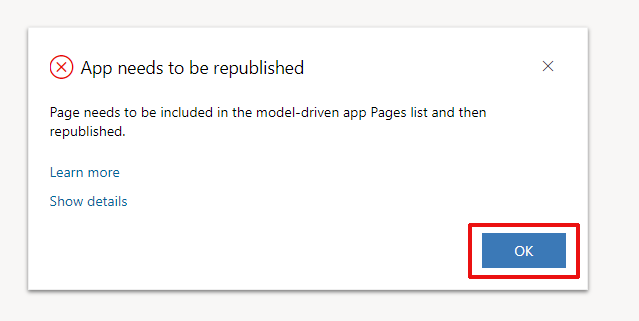 App needs to be republished
Page needs to be included in the model-driven app Pages list and then
republished.
Learn more
Show details
OK